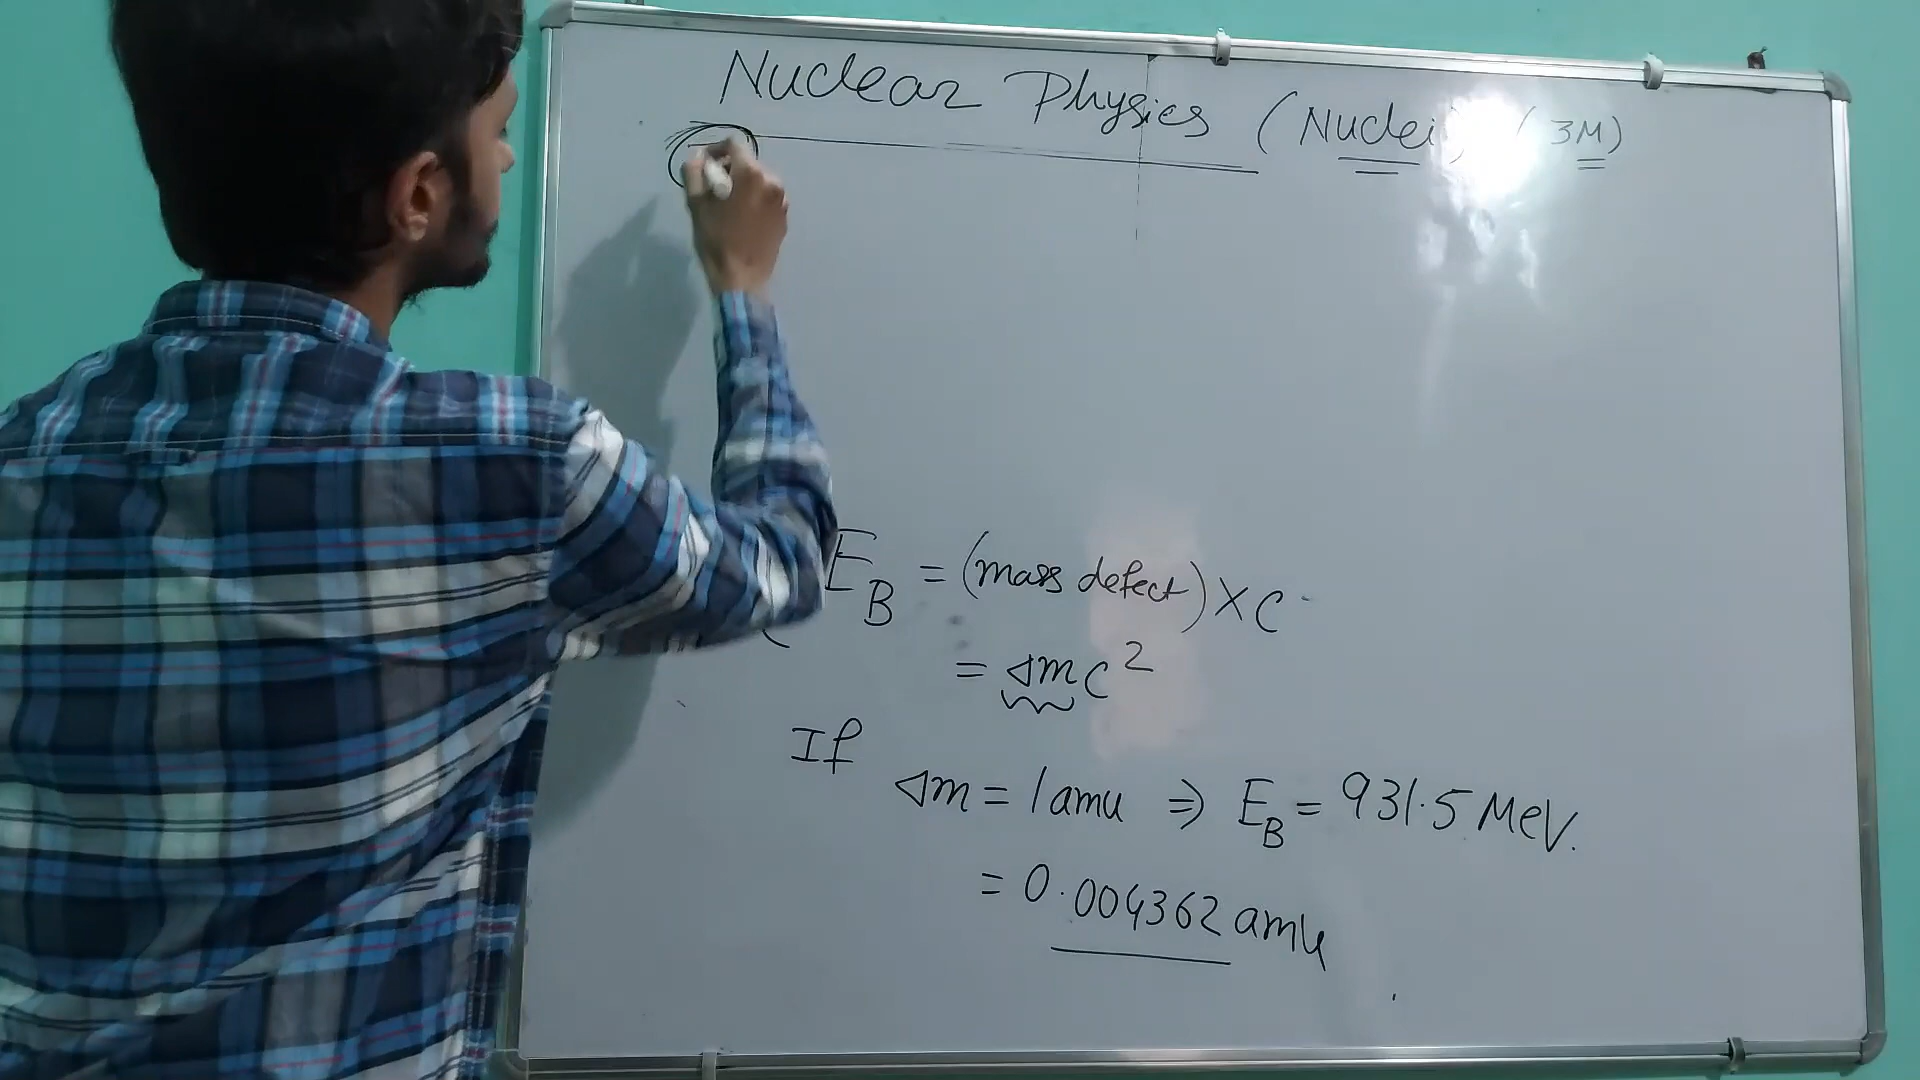 Nuclear Physics (Nuclei) (3M)
E_B = (mass defect) × C
= Δm C²
If
Δm = 1 amu ⇒ E_B = 931.5 MeV.
= 0.004362 amu